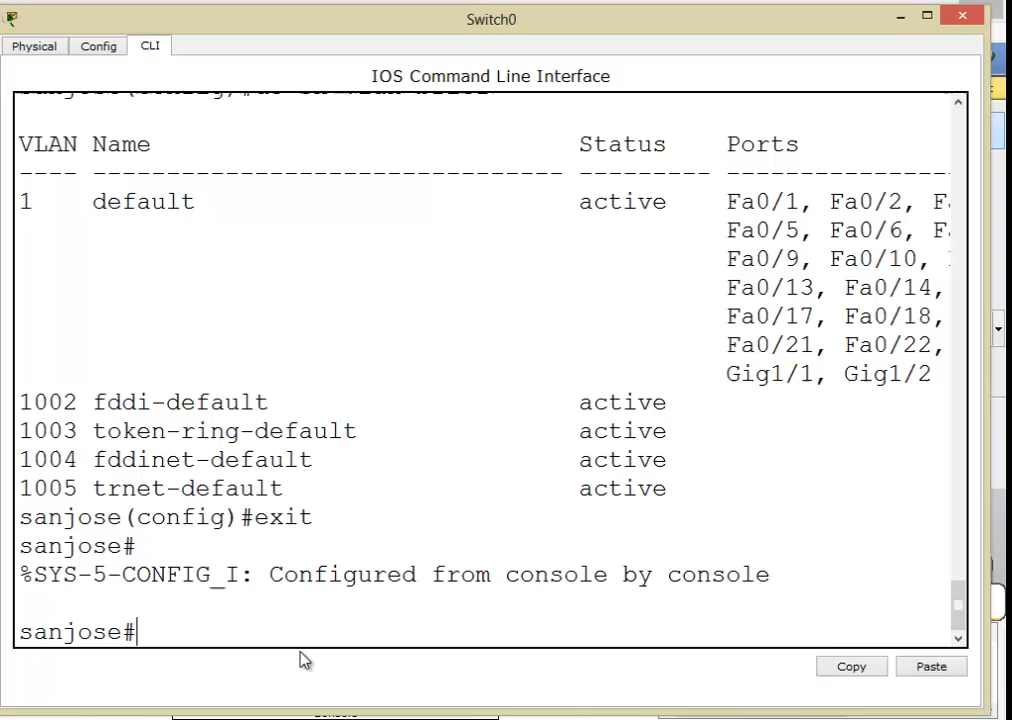 Switch0
Physical Config CLI
IOS Command Line Interface
VLAN Name Status Ports
---- -------------------------------- --------- ----------------
1 default active Fa0/1, Fa0/2,
Fa0/5, Fa0/6,
Fa0/9, Fa0/10,
Fa0/13, Fa0/14,
Fa0/17, Fa0/18,
Fa0/21, Fa0/22,
Gig1/1, Gig1/2
1002 fddi-default active
1003 token-ring-default active
1004 fddinet-default active
1005 trnet-default active
sanjose(config)#exit
sanjose#
%SYS-5-CONFIG_I: Configured from console by console
sanjose#
Copy Paste